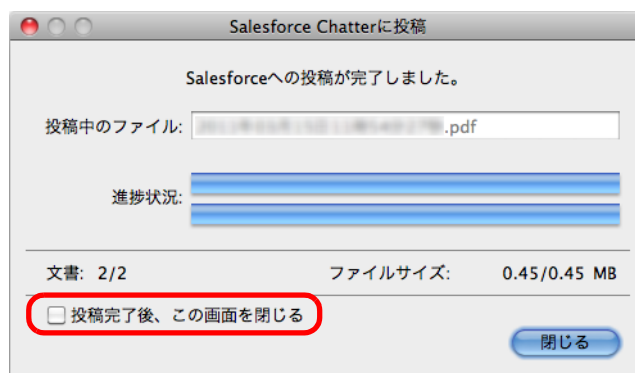 Salesforce Chatterに投稿
Salesforceへの投稿が完了しました。
投稿中のファイル: .pdf
進捗状況:
文書: 2/2 ファイルサイズ: 0.45/0.45 MB
投稿完了後、この画面を閉じる
閉じる